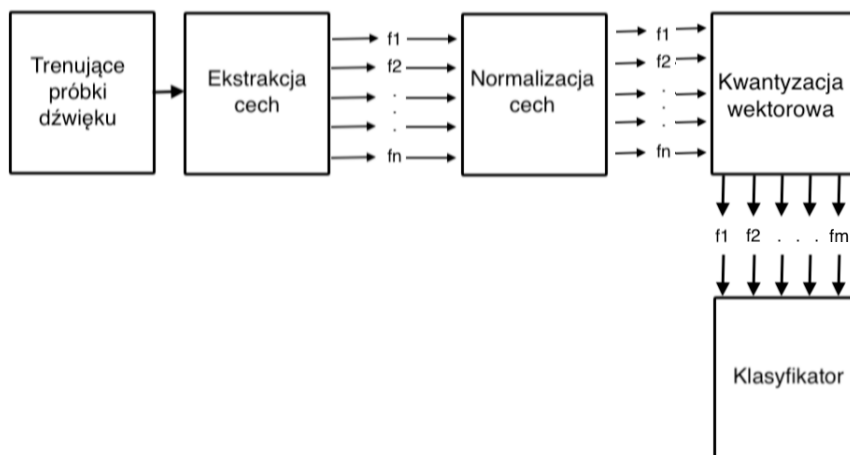 Trenujące
próbki
dźwięku
Ekstrakcja
cech
f1
f2
.
.
.
fn
Normalizacja
cech
f1
f2
.
.
.
fn
Kwantyzacja
wektorowa
f1 f2 . . . fm
Klasyfikator